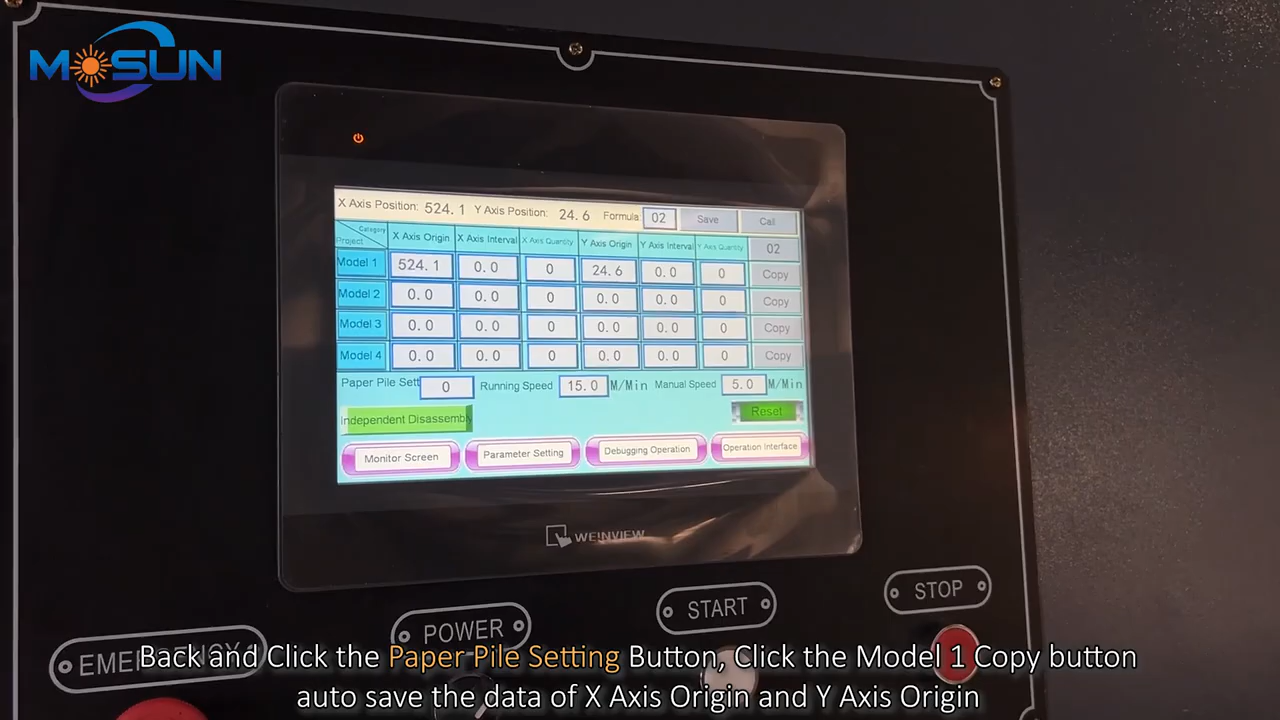 MOSUN
X Axis Position: 524.1 Y Axis Position: 24.6 Formula: 02 Save Call
Category
Project
X Axis Origin X Axis Interval X Axis Quantity Y Axis Origin Y Axis Interval Y Axis Quantity 02
Model 1 524.1 0.0 0 24.6 0.0 0 Copy
Model 2 0.0 0.0 0 0.0 0.0 0 Copy
Model 3 0.0 0.0 0 0.0 0.0 0 Copy
Model 4 0.0 0.0 0 0.0 0.0 0 Copy
Paper Pile Sett 0 Running Speed 15.0 M/Min Manual Speed 5.0 M/Min
Independent Disassembly Reset
Monitor Screen Parameter Setting Debugging Operation Operation Interface
WEINVIEW
EMERGENCY POWER START STOP
Back and Click the Paper Pile Setting Button, Click the Model 1 Copy button
auto save the data of X Axis Origin and Y Axis Origin